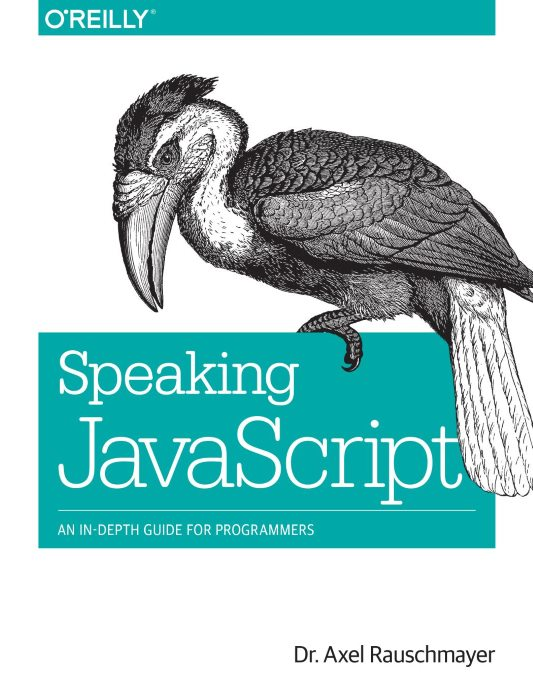 O'REILLY®
Speaking
JavaScript
AN IN-DEPTH GUIDE FOR PROGRAMMERS
Dr. Axel Rauschmayer